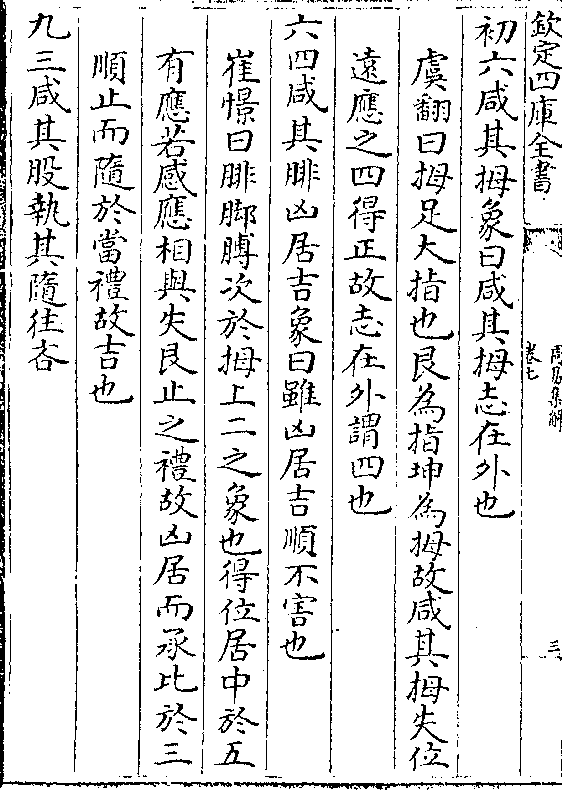 欽定四庫全書
周易集解
卷七
三
初六咸其拇象曰咸其拇志在外也
虞翻曰拇足大指也艮為指坤為拇故咸其拇失位
遠應之四得正故志在外謂四也
六四咸其腓凶居吉象曰雖凶居吉順不害也
崔憬曰腓腳膊次於拇上二之象也得位居中於五
有應若感應相與失艮止之禮故凶居而承比於三
順止而隨於當禮故吉也
九三咸其股執其隨往吝